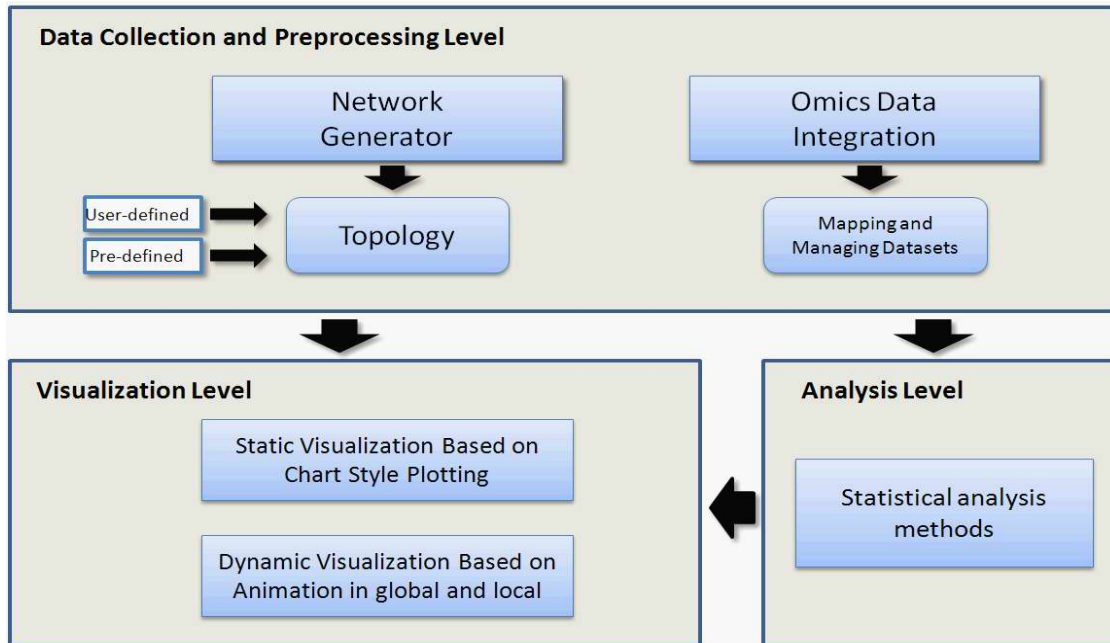 Data Collection and Preprocessing Level
Network
Generator
Omics Data
Integration
User-defined
Pre-defined
Topology
Mapping and
Managing Datasets
Visualization Level
Static Visualization Based on
Chart Style Plotting
Dynamic Visualization Based on
Animation in global and local
Analysis Level
Statistical analysis
methods